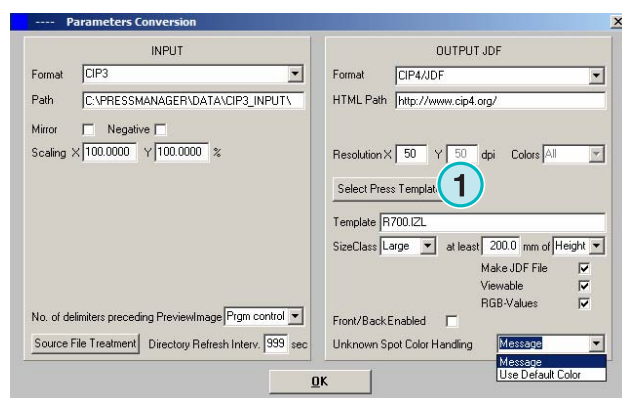 ---- Parameters Conversion
INPUT
Format CIP3
Path C:\PRESSMANAGER\DATA\CIP3_INPUT\
Mirror Negative
Scaling X 100.0000 Y 100.0000 %
No. of delimiters preceding PreviewImage Prgm control
Source File Treatment Directory Refresh Interv. 999 sec
OUTPUT JDF
Format CIP4/JDF
HTML Path http://www.cip4.org/
Resolution X 50 Y 50 dpi Colors All
Select Press Templat
1
Template R700.IZL
SizeClass Large at least 200.0 mm of Height
Make JDF File
Viewable
RGB-Values
Front/Back Enabled
Unknown Spot Color Handling Message
Message
Use Default Color
OK